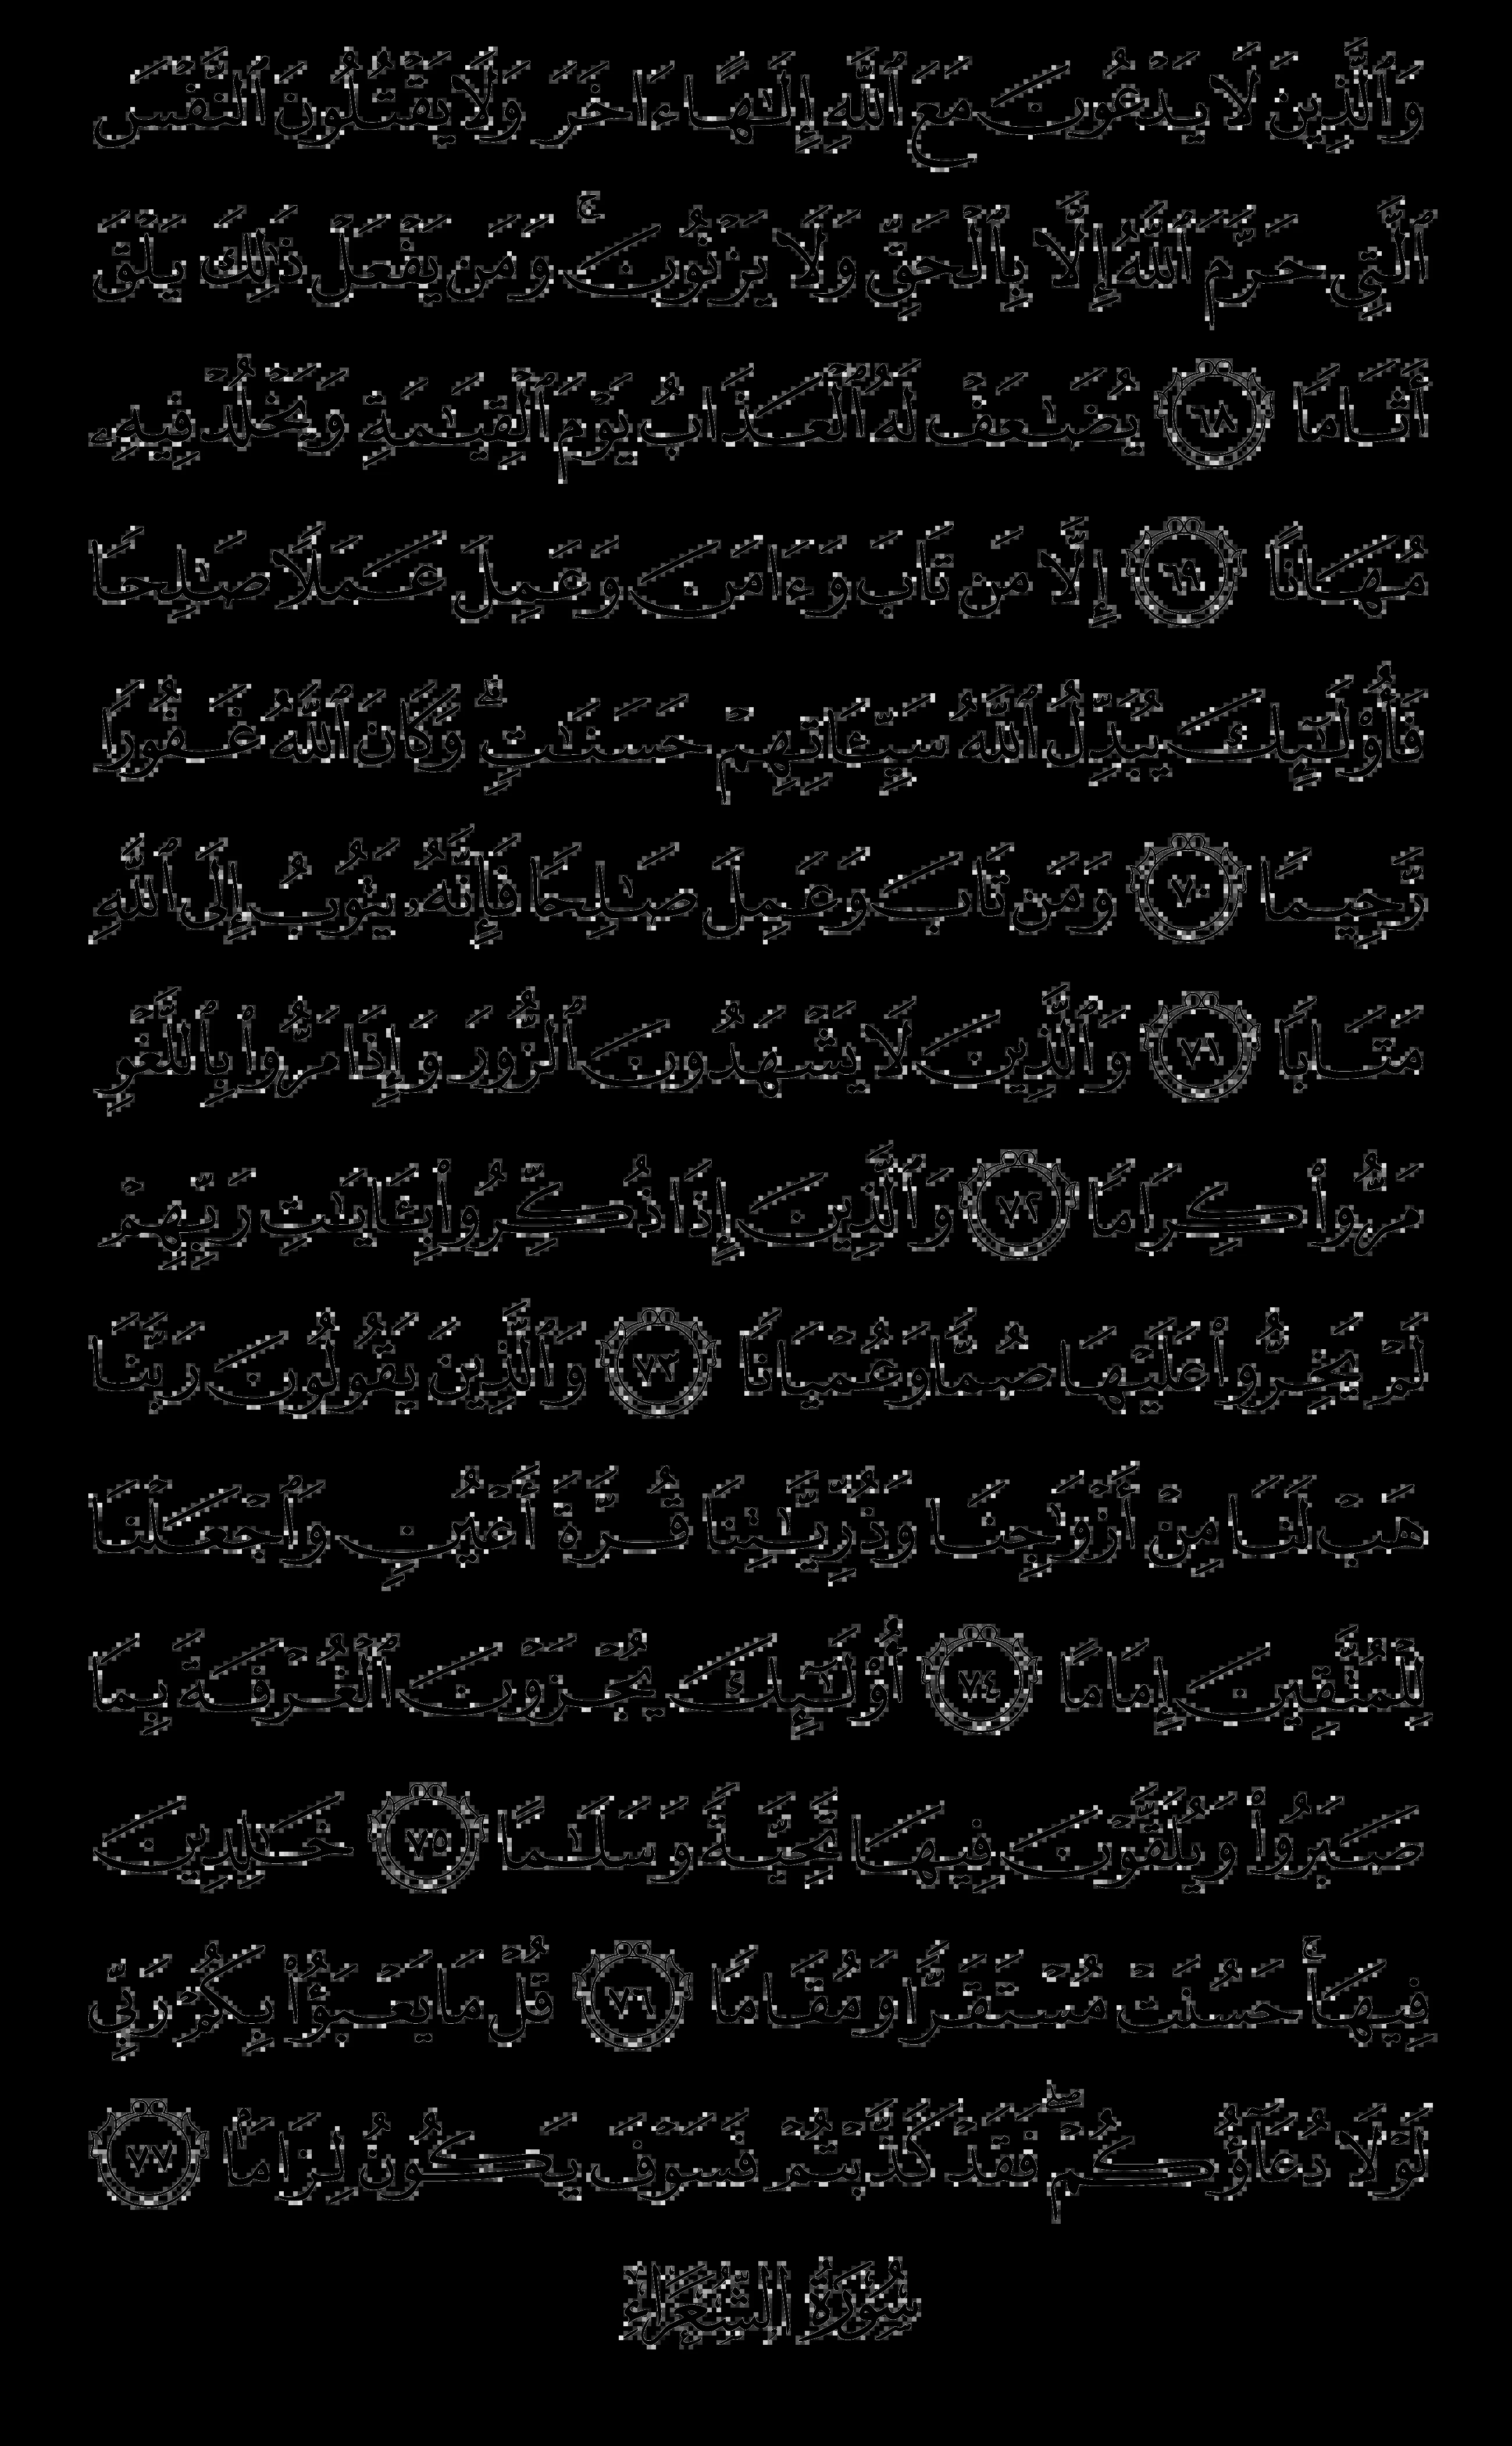 وَٱلَّذِينَ لَا يَدْعُونَ مَعَ ٱللَّهِ إِلَٰهًا ءَاخَرَ وَلَا يَقْتُلُونَ ٱلنَّفْسَ
ٱلَّتِى حَرَّمَ ٱللَّهُ إِلَّا بِٱلْحَقِّ وَلَا يَزْنُونَ ۚ وَمَن يَفْعَلْ ذَٰلِكَ يَلْقَ
أَثَامًا ٦٨ يُضَٰعَفْ لَهُ ٱلْعَذَابُ يَوْمَ ٱلْقِيَٰمَةِ وَيَخْلُدْ فِيهِۦ
مُهَانًا ٦٩ إِلَّا مَن تَابَ وَءَامَنَ وَعَمِلَ عَمَلًا صَٰلِحًا
فَأُو۟لَٰٓئِكَ يُبَدِّلُ ٱللَّهُ سَيِّـَٔاتِهِمْ حَسَنَٰتٍ ۗ وَكَانَ ٱللَّهُ غَفُورًا
رَّحِيمًا ٧٠ وَمَن تَابَ وَعَمِلَ صَٰلِحًا فَإِنَّهُۥ يَتُوبُ إِلَى ٱللَّهِ
مَتَابًا ٧١ وَٱلَّذِينَ لَا يَشْهَدُونَ ٱلزُّورَ وَإِذَا مَرُّوا۟ بِٱللَّغْوِ
مَرُّوا۟ كِرَامًا ٧٢ وَٱلَّذِينَ إِذَا ذُكِّرُوا۟ بِـَٔايَٰتِ رَبِّهِمْ
لَمْ يَخِرُّوا۟ عَلَيْهَا صُمًّا وَعُمْيَانًا ٧٣ وَٱلَّذِينَ يَقُولُونَ رَبَّنَا
هَبْ لَنَا مِنْ أَزْوَٰجِنَا وَذُرِّيَّٰتِنَا قُرَّةَ أَعْيُنٍ وَٱجْعَلْنَا
لِلْمُتَّقِينَ إِمَامًا ٧٤ أُو۟لَٰٓئِكَ يُجْزَوْنَ ٱلْغُرْفَةَ بِمَا
صَبَرُوا۟ وَيُلَقَّوْنَ فِيهَا تَحِيَّةً وَسَلَٰمًا ٧٥ خَٰلِدِينَ
فِيهَا ۚ حَسُنَتْ مُسْتَقَرًّا وَمُقَامًا ٧٦ قُلْ مَا يَعْبَؤُا۟ بِكُمْ رَبِّى
لَوْلَا دُعَآؤُكُمْ ۖ فَقَدْ كَذَّبْتُمْ فَسَوْفَ يَكُونُ لِزَامًۢا ٧٧
سُورَةُ الشُّعَرَاءِ